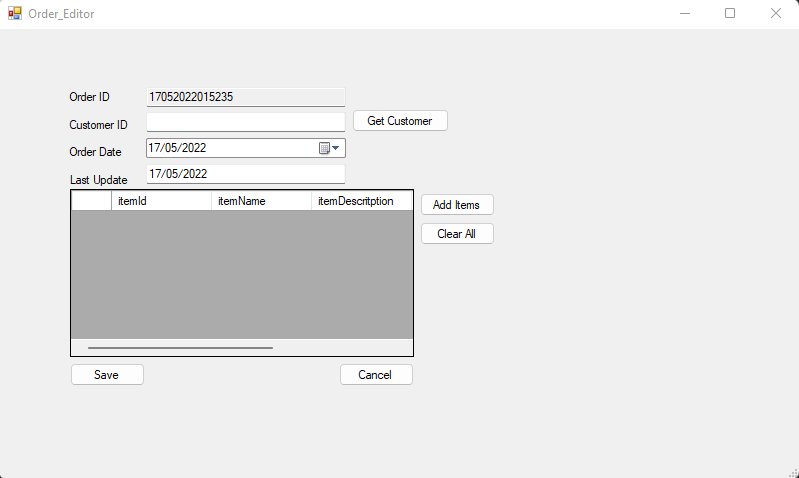 Order_Editor
Order ID 17052022015235
Customer ID Get Customer
Order Date 17/05/2022
Last Update 17/05/2022
itemId itemName itemDescritption Add Items
Clear All
Save Cancel